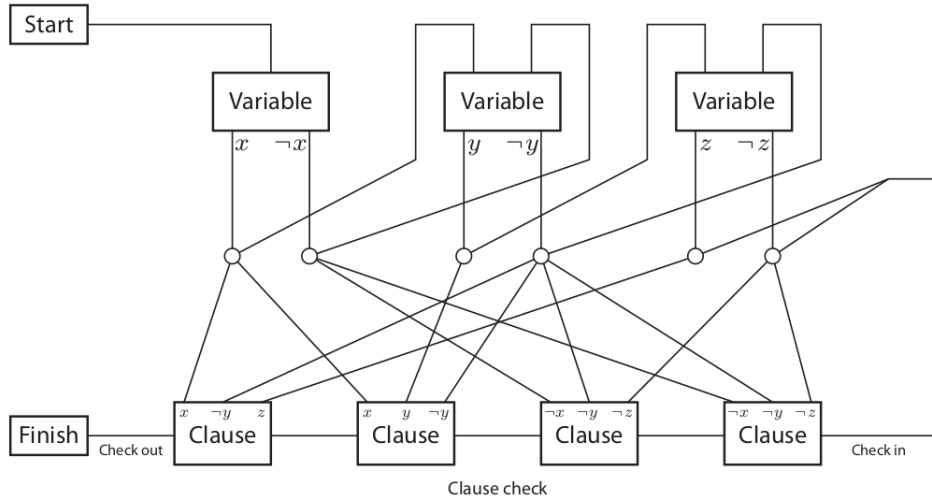 Start
Variable
Variable
Variable
x ¬x
y ¬y
z ¬z
x ¬y z
x y ¬y
¬x ¬y ¬z
¬x ¬y ¬z
Finish
Check out
Clause
Clause
Clause
Clause
Check in
Clause check